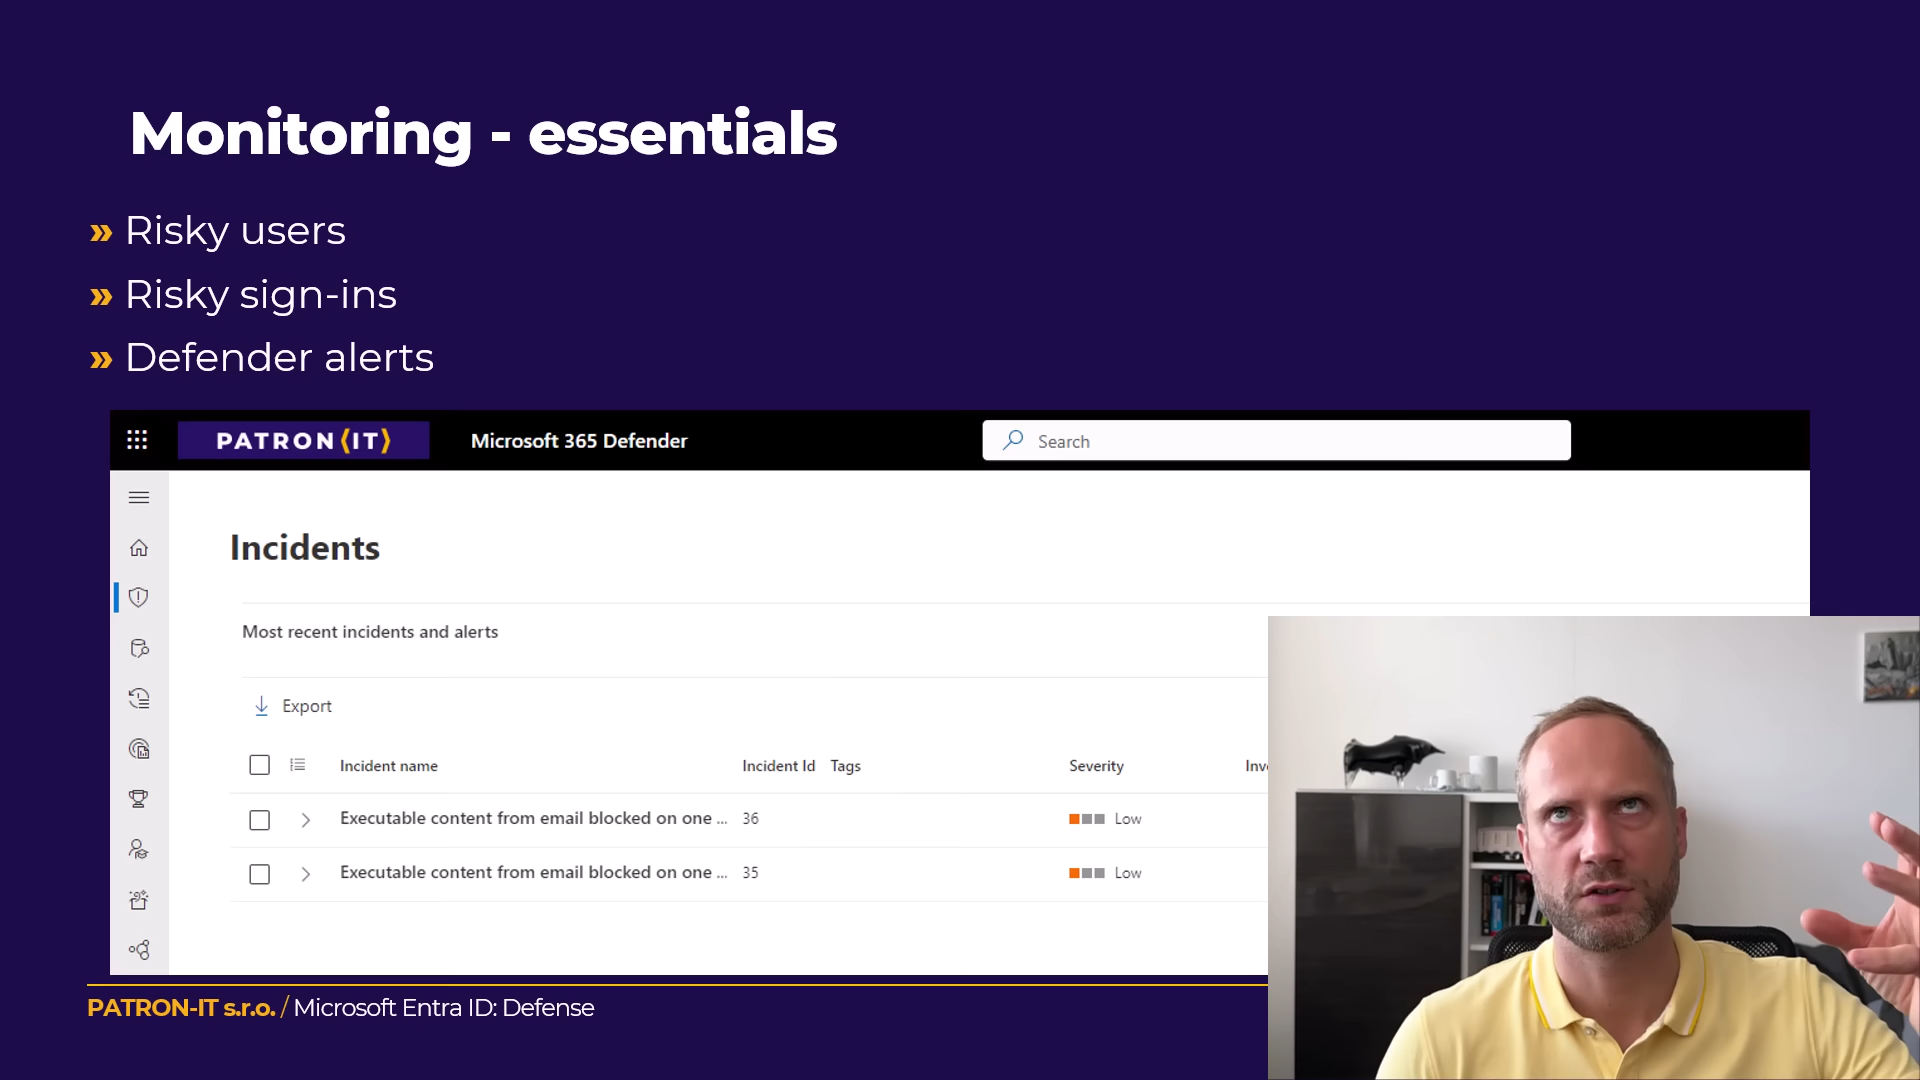 Monitoring - essentials
» Risky users
» Risky sign-ins
» Defender alerts
PATRON(IT)
Microsoft 365 Defender
Search
Incidents
Most recent incidents and alerts
Export
Incident name Incident Id Tags Severity
Executable content from email blocked on one ... 36 Low
Executable content from email blocked on one ... 35 Low
PATRON-IT s.r.o. / Microsoft Entra ID: Defense